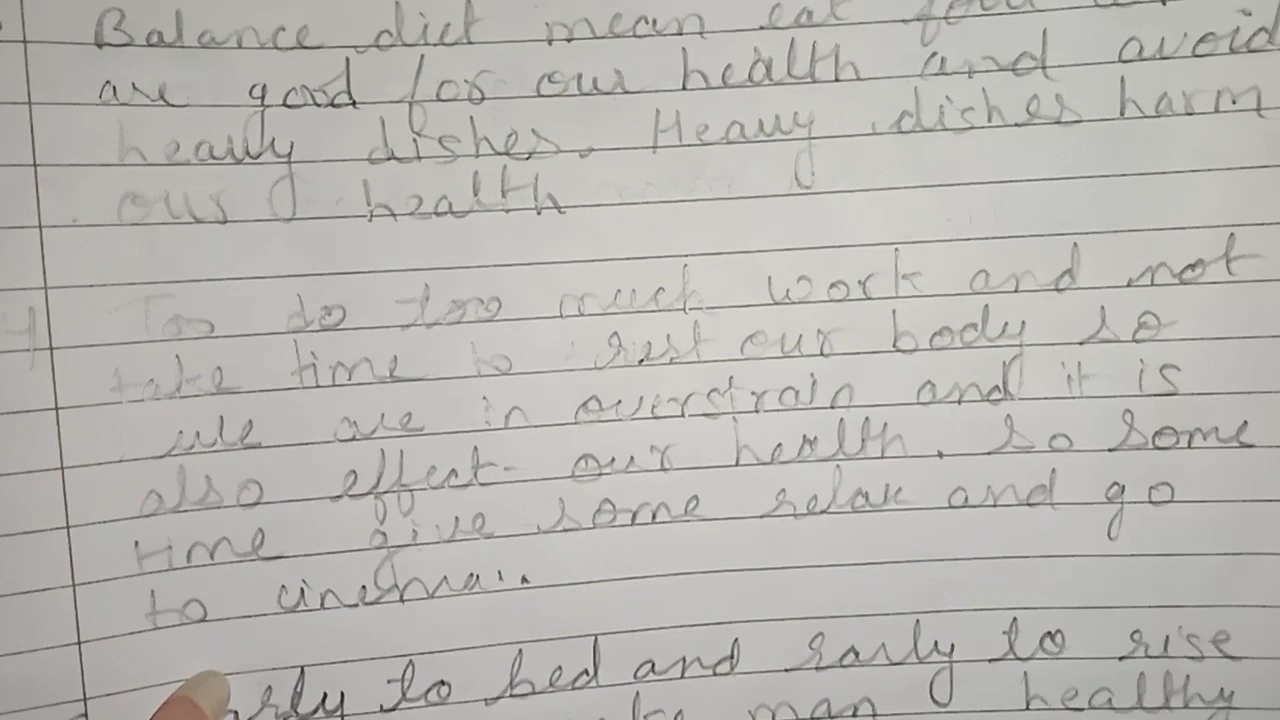 Balance diet mean eat food
are good for our health and avoid
heavy dishes. Heavy dishes harm
our health
Too do too much work and not
take time to rest our body so
we are in overstrain and it is
also effect our health. So some
time give some relax and go
to cinema..
to bed and early to rise
man healthy